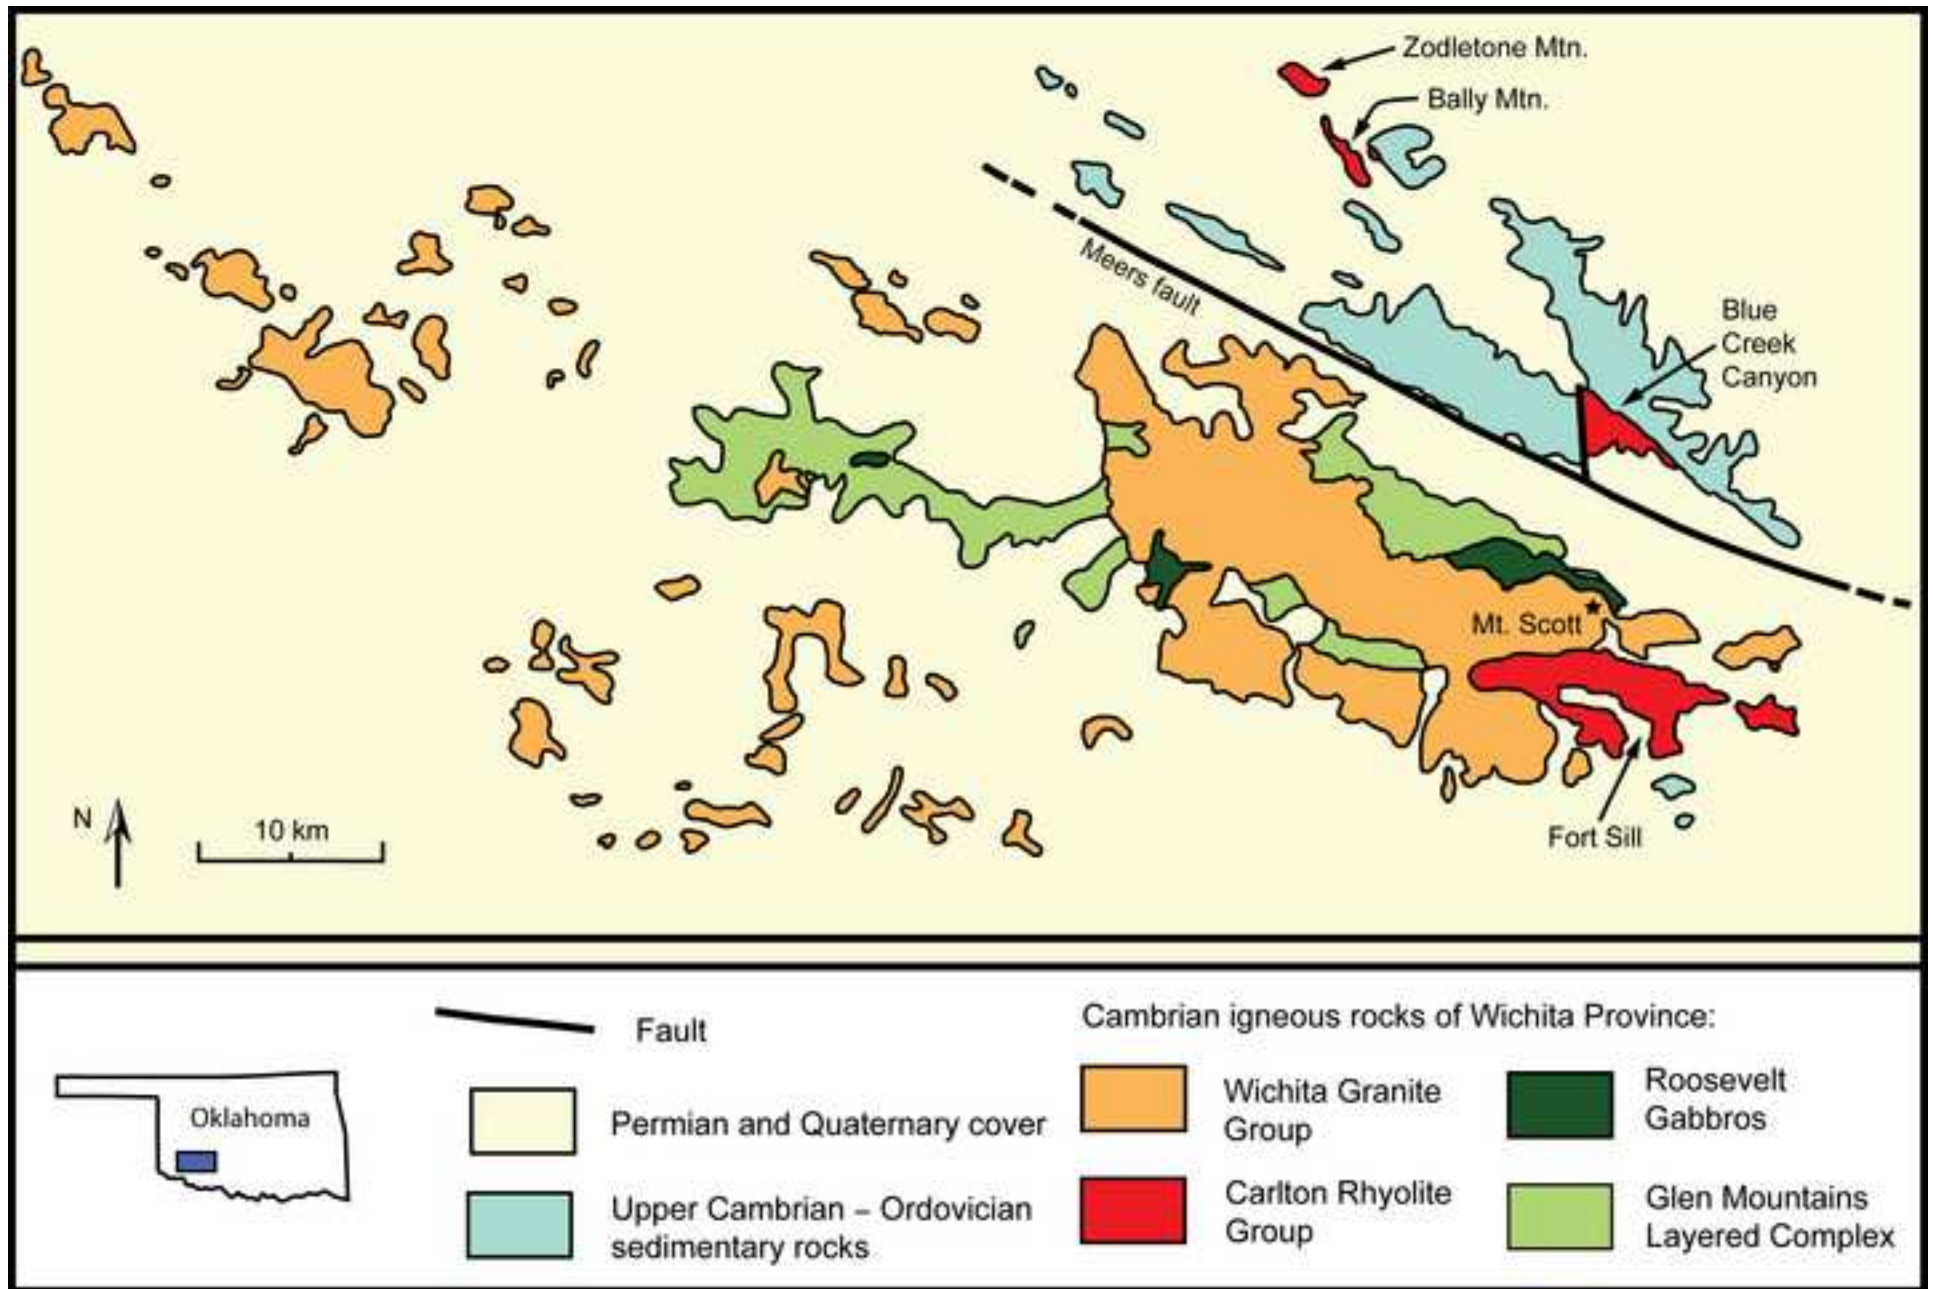 Zodletone Mtn.
Bally Mtn.
Meers fault
Blue
Creek
Canyon
Mt. Scott
Fort Sill
N
10 km
Oklahoma
Fault
Permian and Quaternary cover
Upper Cambrian – Ordovician
sedimentary rocks
Cambrian igneous rocks of Wichita Province:
Wichita Granite
Group
Carlton Rhyolite
Group
Roosevelt
Gabbros
Glen Mountains
Layered Complex